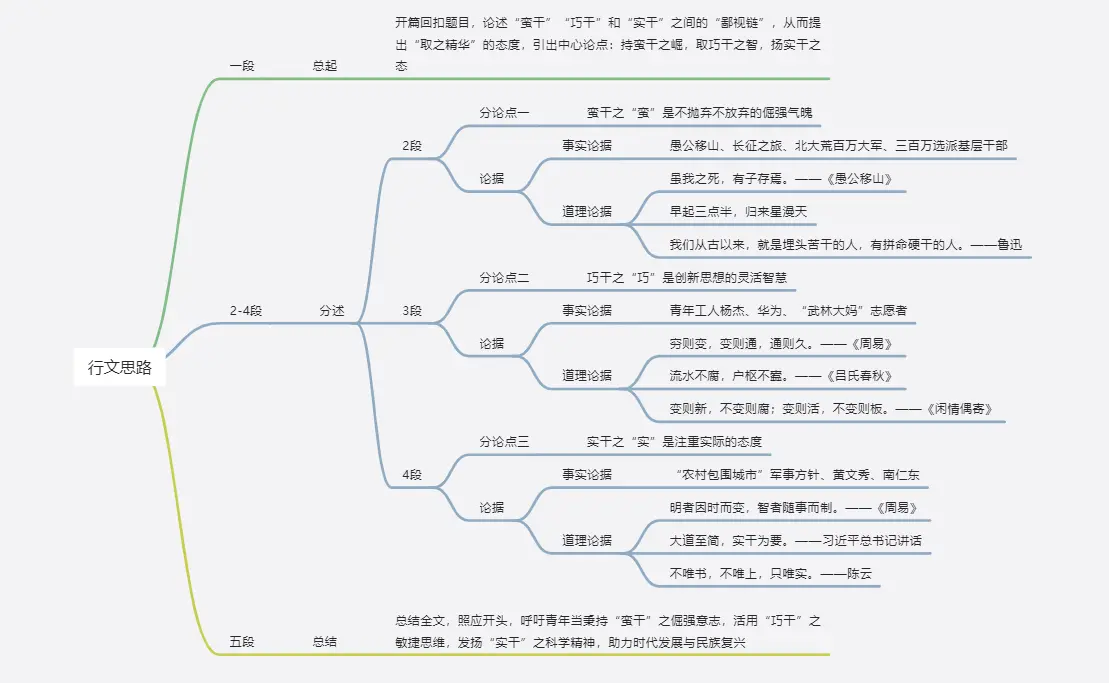 开篇回扣题目，论述“蛮干”“巧干”和“实干”之间的“鄙视链”，从而提
出“取之精华”的态度，引出中心论点：持蛮干之崛，取巧干之智，扬实干之
态
一段
总起
2-4段
分述
2段
分论点一
蛮干之“蛮”是不抛弃不放弃的倔强气魄
论据
事实论据
愚公移山、长征之旅、北大荒百万大军、三百万选派基层干部
道理论据
虽我之死，有子存焉。——《愚公移山》
早起三点半，归来星漫天
我们从古以来，就是埋头苦干的人，有拼命硬干的人。——鲁迅
3段
分论点二
巧干之“巧”是创新思想的灵活智慧
论据
事实论据
青年工人杨杰、华为、“武林大妈”志愿者
道理论据
穷则变，变则通，通则久。——《周易》
流水不腐，户枢不蠹。——《吕氏春秋》
变则新，不变则腐；变则活，不变则板。——《闲情偶寄》
行文思路
4段
分论点三
实干之“实”是注重实际的态度
论据
事实论据
“农村包围城市”军事方针、黄文秀、南仁东
道理论据
明者因时而变，智者随事而制。——《周易》
大道至简，实干为要。——习近平总书记讲话
不唯书，不唯上，只唯实。——陈云
五段
总结
总结全文，照应开头，呼吁青年当秉持“蛮干”之倔强意志，活用“巧干”之
敏捷思维，发扬“实干”之科学精神，助力时代发展与民族复兴